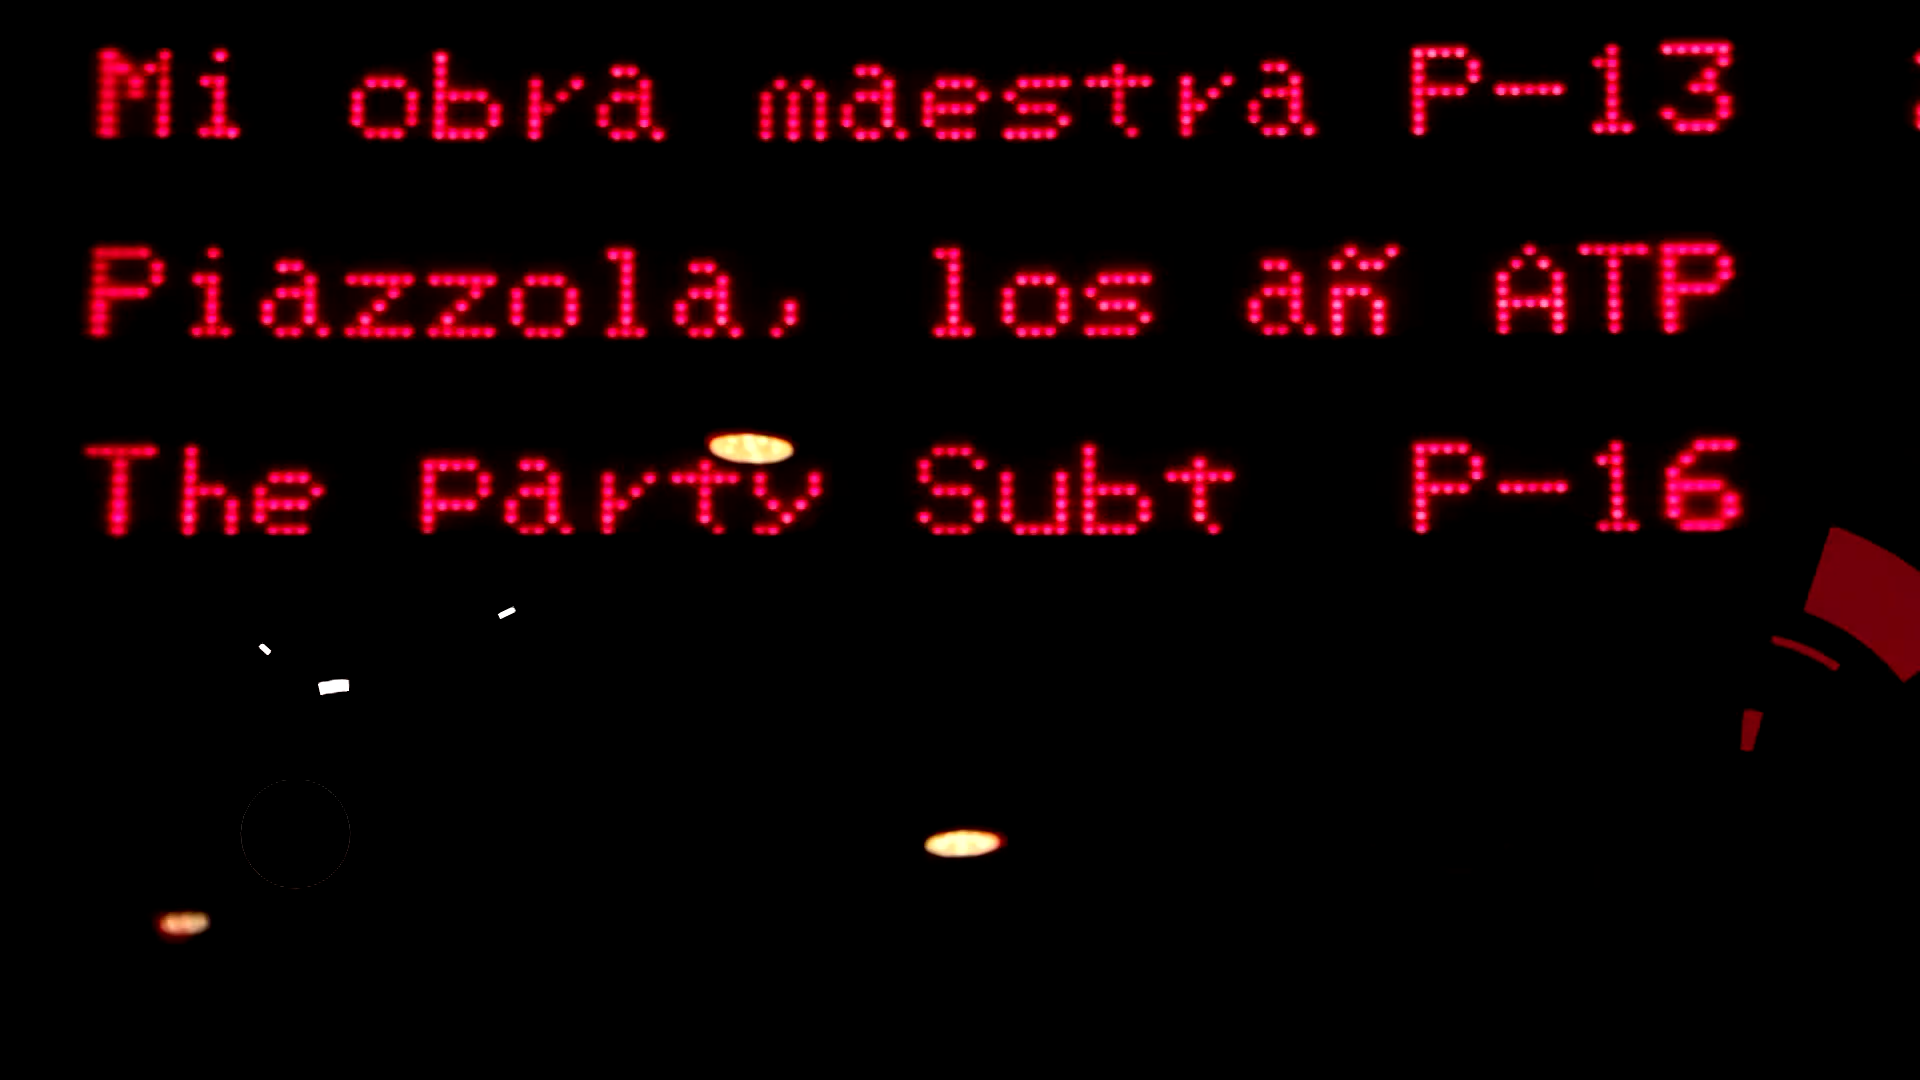 Mi obra maestra P-13
Piazzola, los añ ATP
The Party Subt P-16